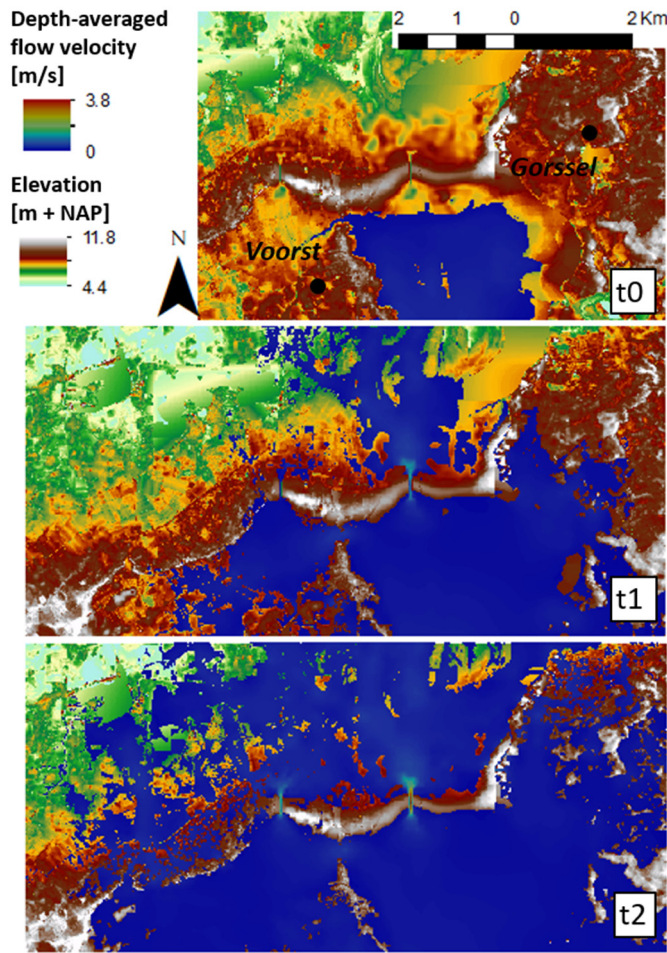 Depth-averaged
flow velocity
[m/s]
3.8
0
Elevation
[m + NAP]
11.8
4.4
N
2 1 0 2 Km
Gorssel
Voorst
t0
t1
t2